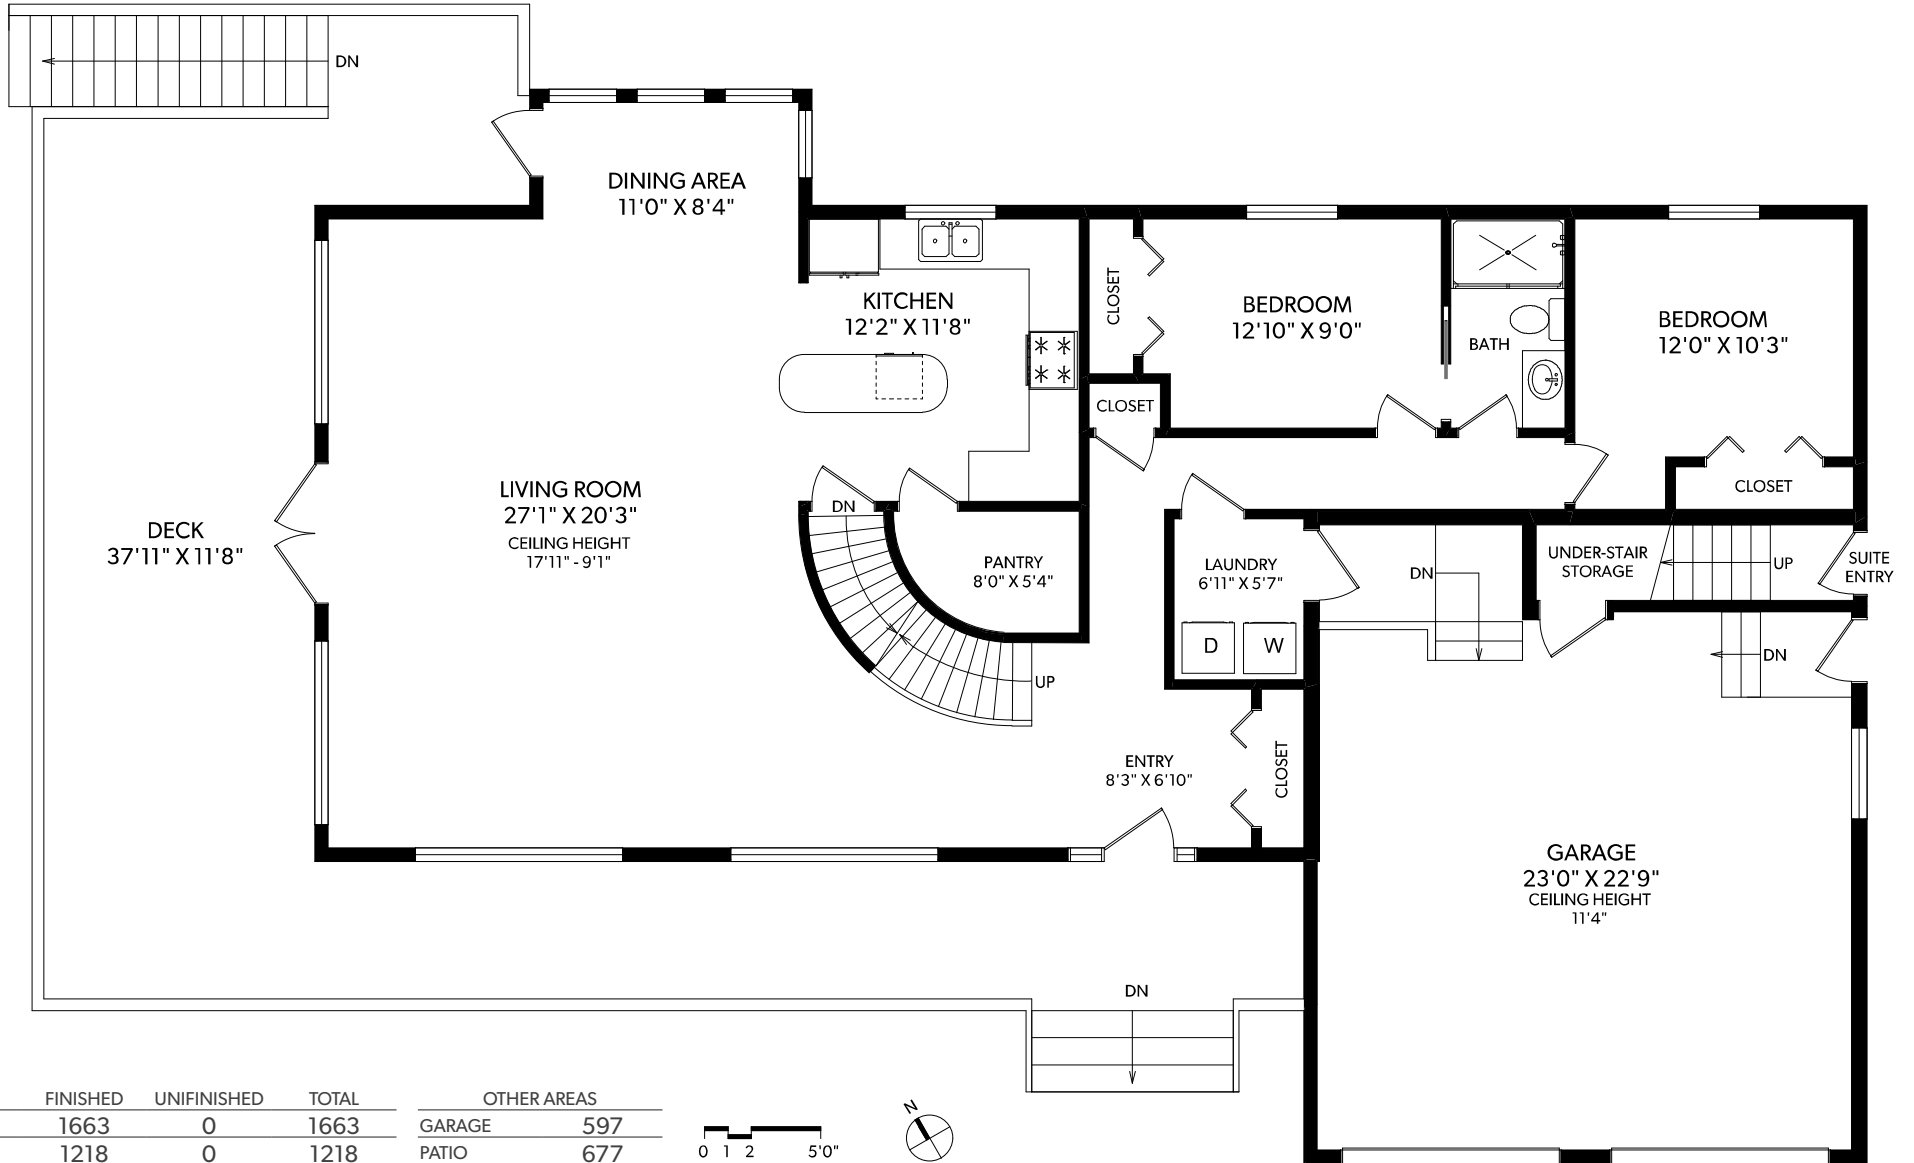 DN
DINING AREA
11'0" X 8'4"
KITCHEN
12'2" X 11'8"
CLOSET
BEDROOM
12'10" X 9'0"
BATH
BEDROOM
12'0" X 10'3"
CLOSET
CLOSET
LIVING ROOM
27'1" X 20'3"
CEILING HEIGHT
17'11" - 9'1"
DECK
37'11" X 11'8"
DN
PANTRY
8'0" X 5'4"
LAUNDRY
6'11" X 5'7"
DN
UNDER-STAIR
STORAGE
UP
SUITE
ENTRY
D
W
DN
UP
ENTRY
8'3" X 6'10"
CLOSET
GARAGE
23'0" X 22'9"
CEILING HEIGHT
11'4"
DN
FINISHED UNIFINISHED TOTAL
1663 0 1663
1218 0 1218
OTHER AREAS
GARAGE 597
PATIO 677
0 1 2 5'0"
N